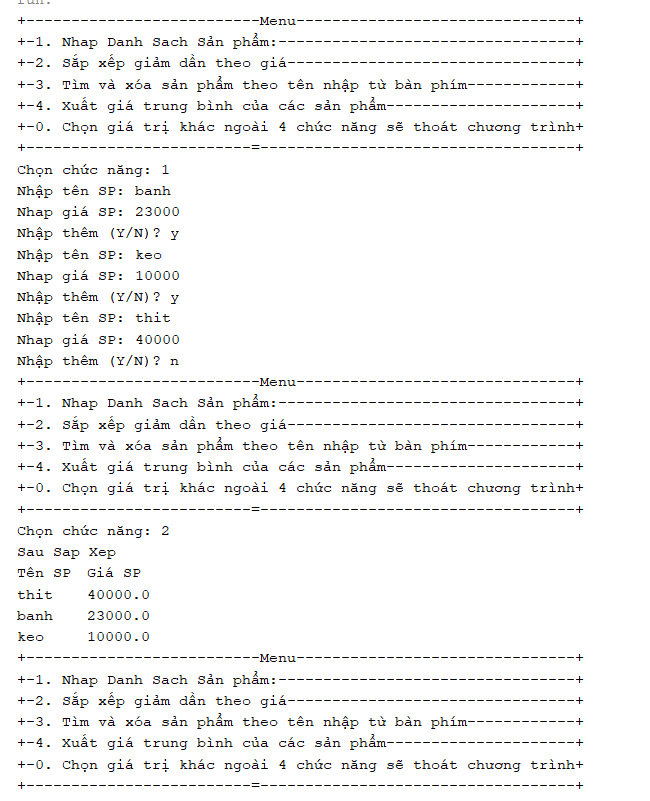 run:
+--------------------------Menu-------------------------------+
+-1. Nhap Danh Sach Sản phẩm:---------------------------------+
+-2. Sắp xếp giảm dần theo giá--------------------------------+
+-3. Tìm và xóa sản phẩm theo tên nhập từ bàn phím------------+
+-4. Xuất giá trung bình của các sản phẩm---------------------+
+-0. Chọn giá trị khác ngoài 4 chức năng sẽ thoát chương trình+
+-------------------------=-----------------------------------+
Chọn chức năng: 1
Nhập tên SP: banh
Nhap giá SP: 23000
Nhập thêm (Y/N)? y
Nhập tên SP: keo
Nhap giá SP: 10000
Nhập thêm (Y/N)? y
Nhập tên SP: thit
Nhap giá SP: 40000
Nhập thêm (Y/N)? n
+--------------------------Menu-------------------------------+
+-1. Nhap Danh Sach Sản phẩm:---------------------------------+
+-2. Sắp xếp giảm dần theo giá--------------------------------+
+-3. Tìm và xóa sản phẩm theo tên nhập từ bàn phím------------+
+-4. Xuất giá trung bình của các sản phẩm---------------------+
+-0. Chọn giá trị khác ngoài 4 chức năng sẽ thoát chương trình+
+-------------------------=-----------------------------------+
Chọn chức năng: 2
Sau Sap Xep
Tên SP  Giá SP
thit    40000.0
banh    23000.0
keo     10000.0
+--------------------------Menu-------------------------------+
+-1. Nhap Danh Sach Sản phẩm:---------------------------------+
+-2. Sắp xếp giảm dần theo giá--------------------------------+
+-3. Tìm và xóa sản phẩm theo tên nhập từ bàn phím------------+
+-4. Xuất giá trung bình của các sản phẩm---------------------+
+-0. Chọn giá trị khác ngoài 4 chức năng sẽ thoát chương trình+
+-------------------------=-----------------------------------+